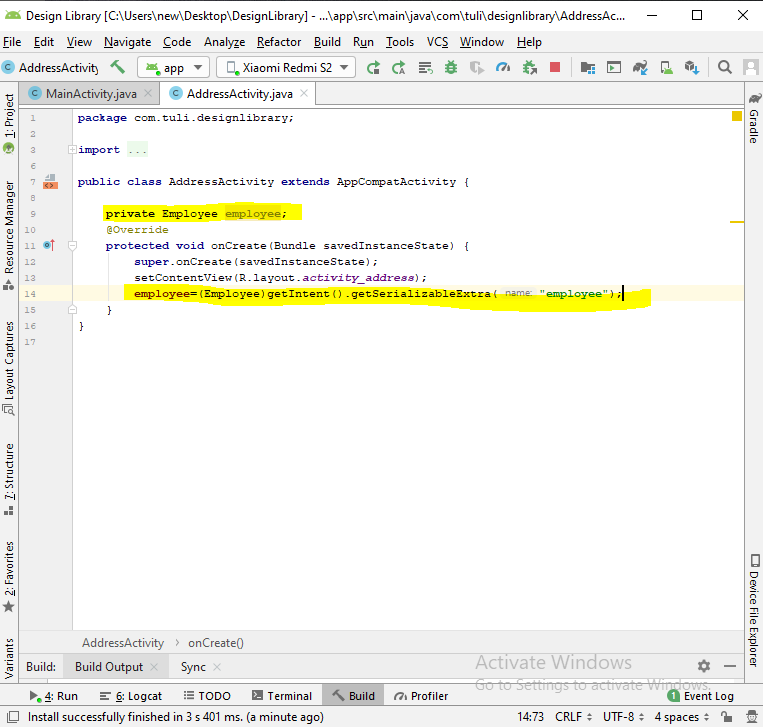 Design Library [C:\Users\new\Desktop\DesignLibrary] - ...\app\src\main\java\com\tuli\designlibrary\AddressAc...
File Edit View Navigate Code Analyze Refactor Build Run Tools VCS Window Help
AddressActivity app Xiaomi Redmi S2
MainActivity.java AddressActivity.java
1: Project
Resource Manager
Layout Captures
7: Structure
2: Favorites
Variants
1 package com.tuli.designlibrary;
2
3 import ...
6
7 public class AddressActivity extends AppCompatActivity {
8
9 private Employee employee;
10 @Override
11 protected void onCreate(Bundle savedInstanceState) {
12 super.onCreate(savedInstanceState);
13 setContentView(R.layout.activity_address);
14 employee=(Employee)getIntent().getSerializableExtra( name: "employee");
15 }
16 }
17
Gradle
Device File Explorer
AddressActivity › onCreate()
Build: Build Output Sync
Activate Windows
Go to Settings to activate Windows.
4: Run 6: Logcat TODO Terminal Build Profiler 1 Event Log
Install successfully finished in 3 s 401 ms. (a minute ago) 14:73 CRLF UTF-8 4 spaces